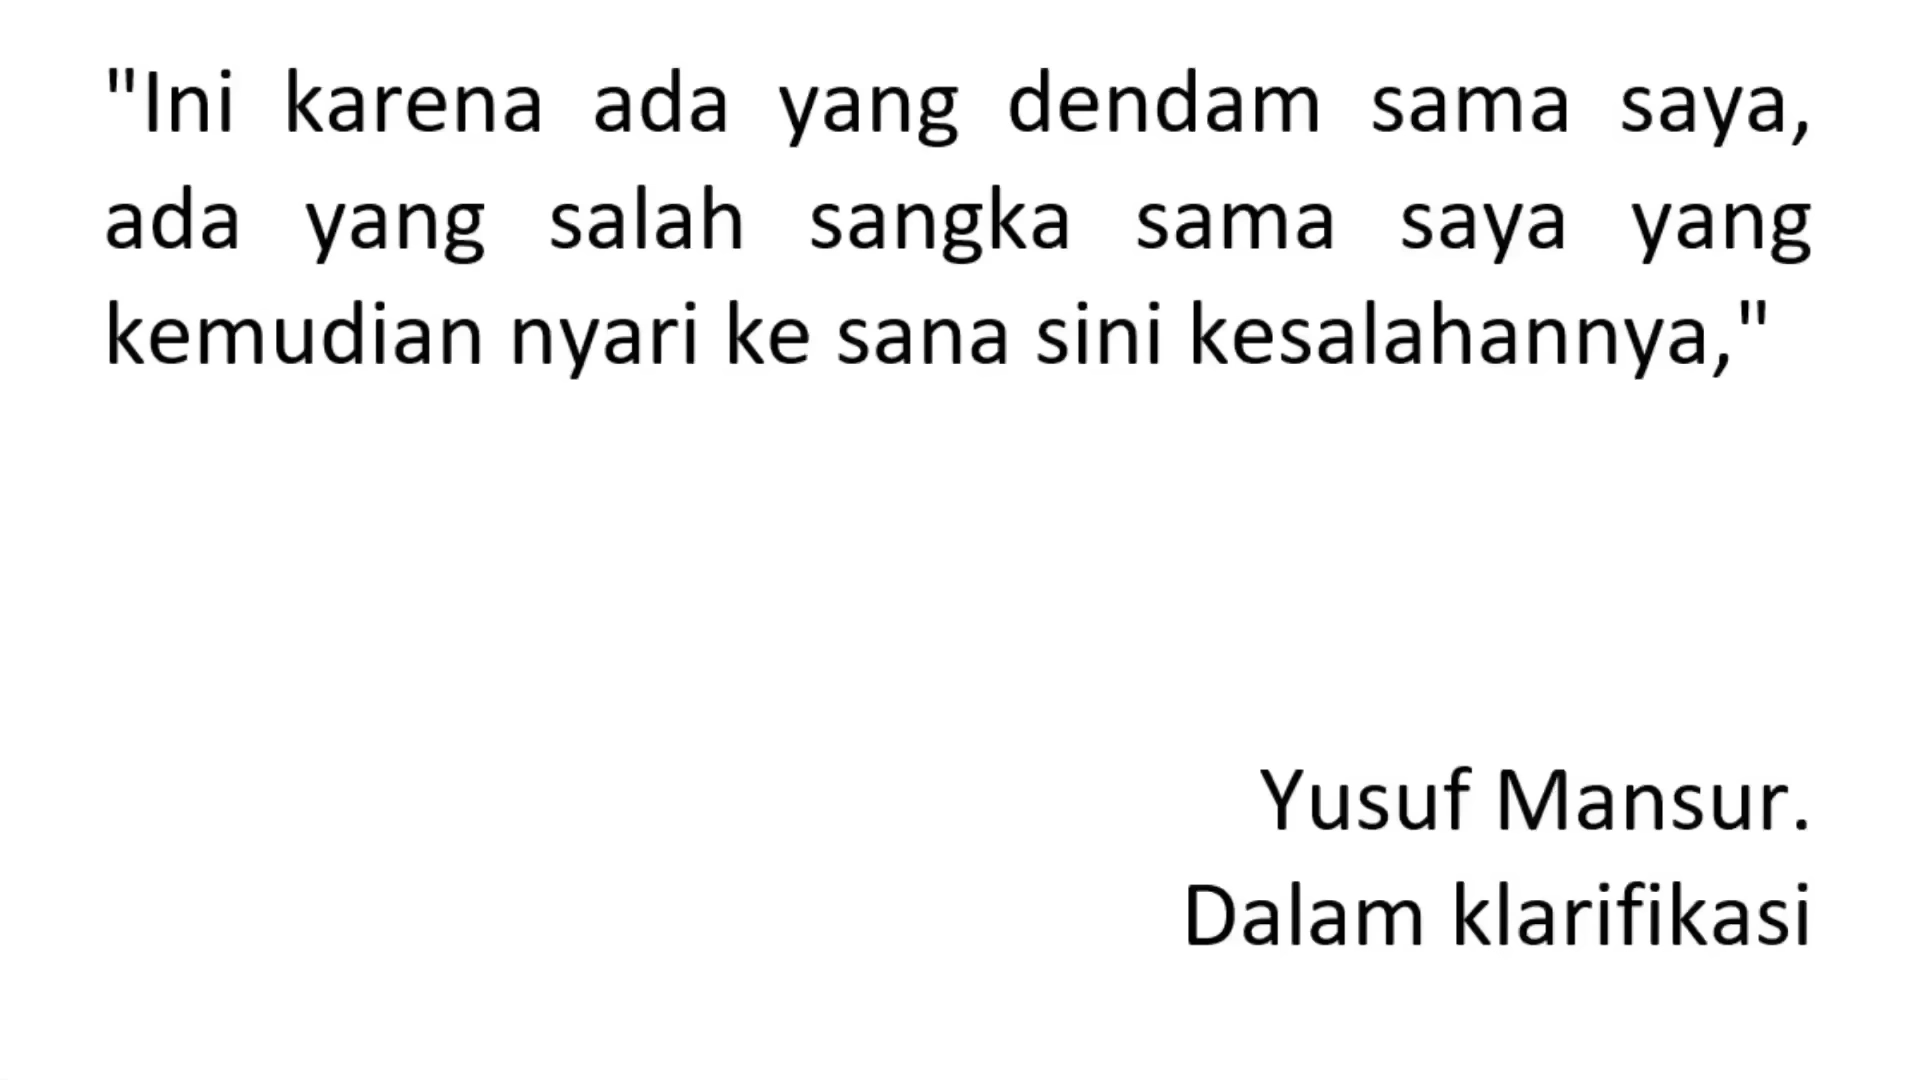 "Ini karena ada yang dendam sama saya,
ada yang salah sangka sama saya yang
kemudian nyari ke sana sini kesalahannya,"
Yusuf Mansur.
Dalam klarifikasi